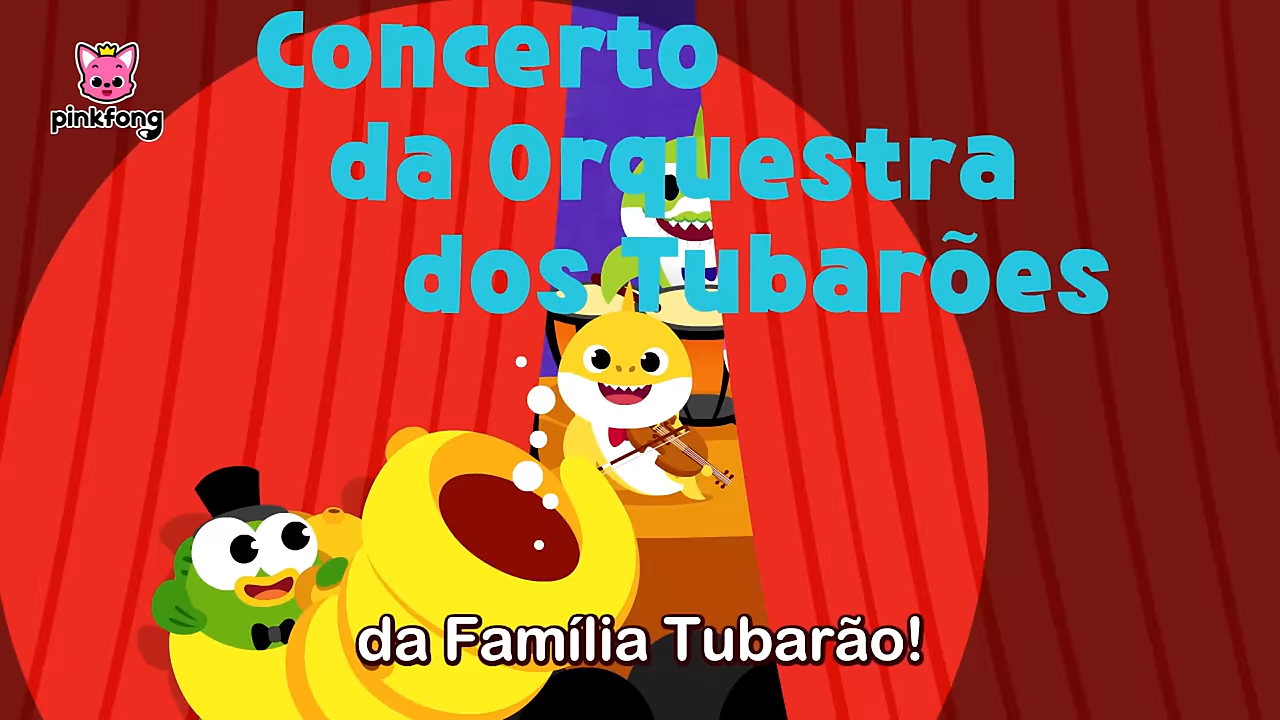 pinkfong
Concerto
da Orquestra
dos Tubarões
da Família Tubarão!